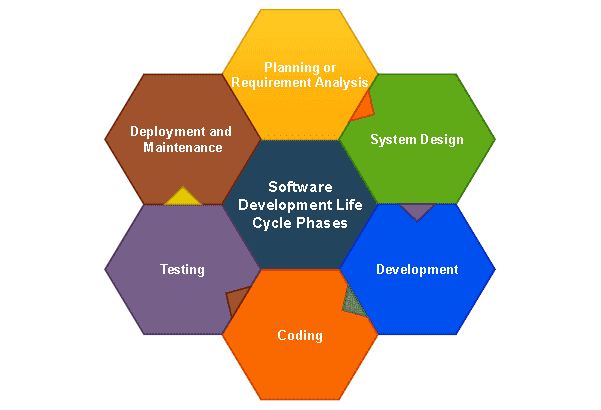 Planning or
Requirement Analysis
System Design
Development
Coding
Testing
Deployment and
Maintenance
Software
Development Life
Cycle Phases